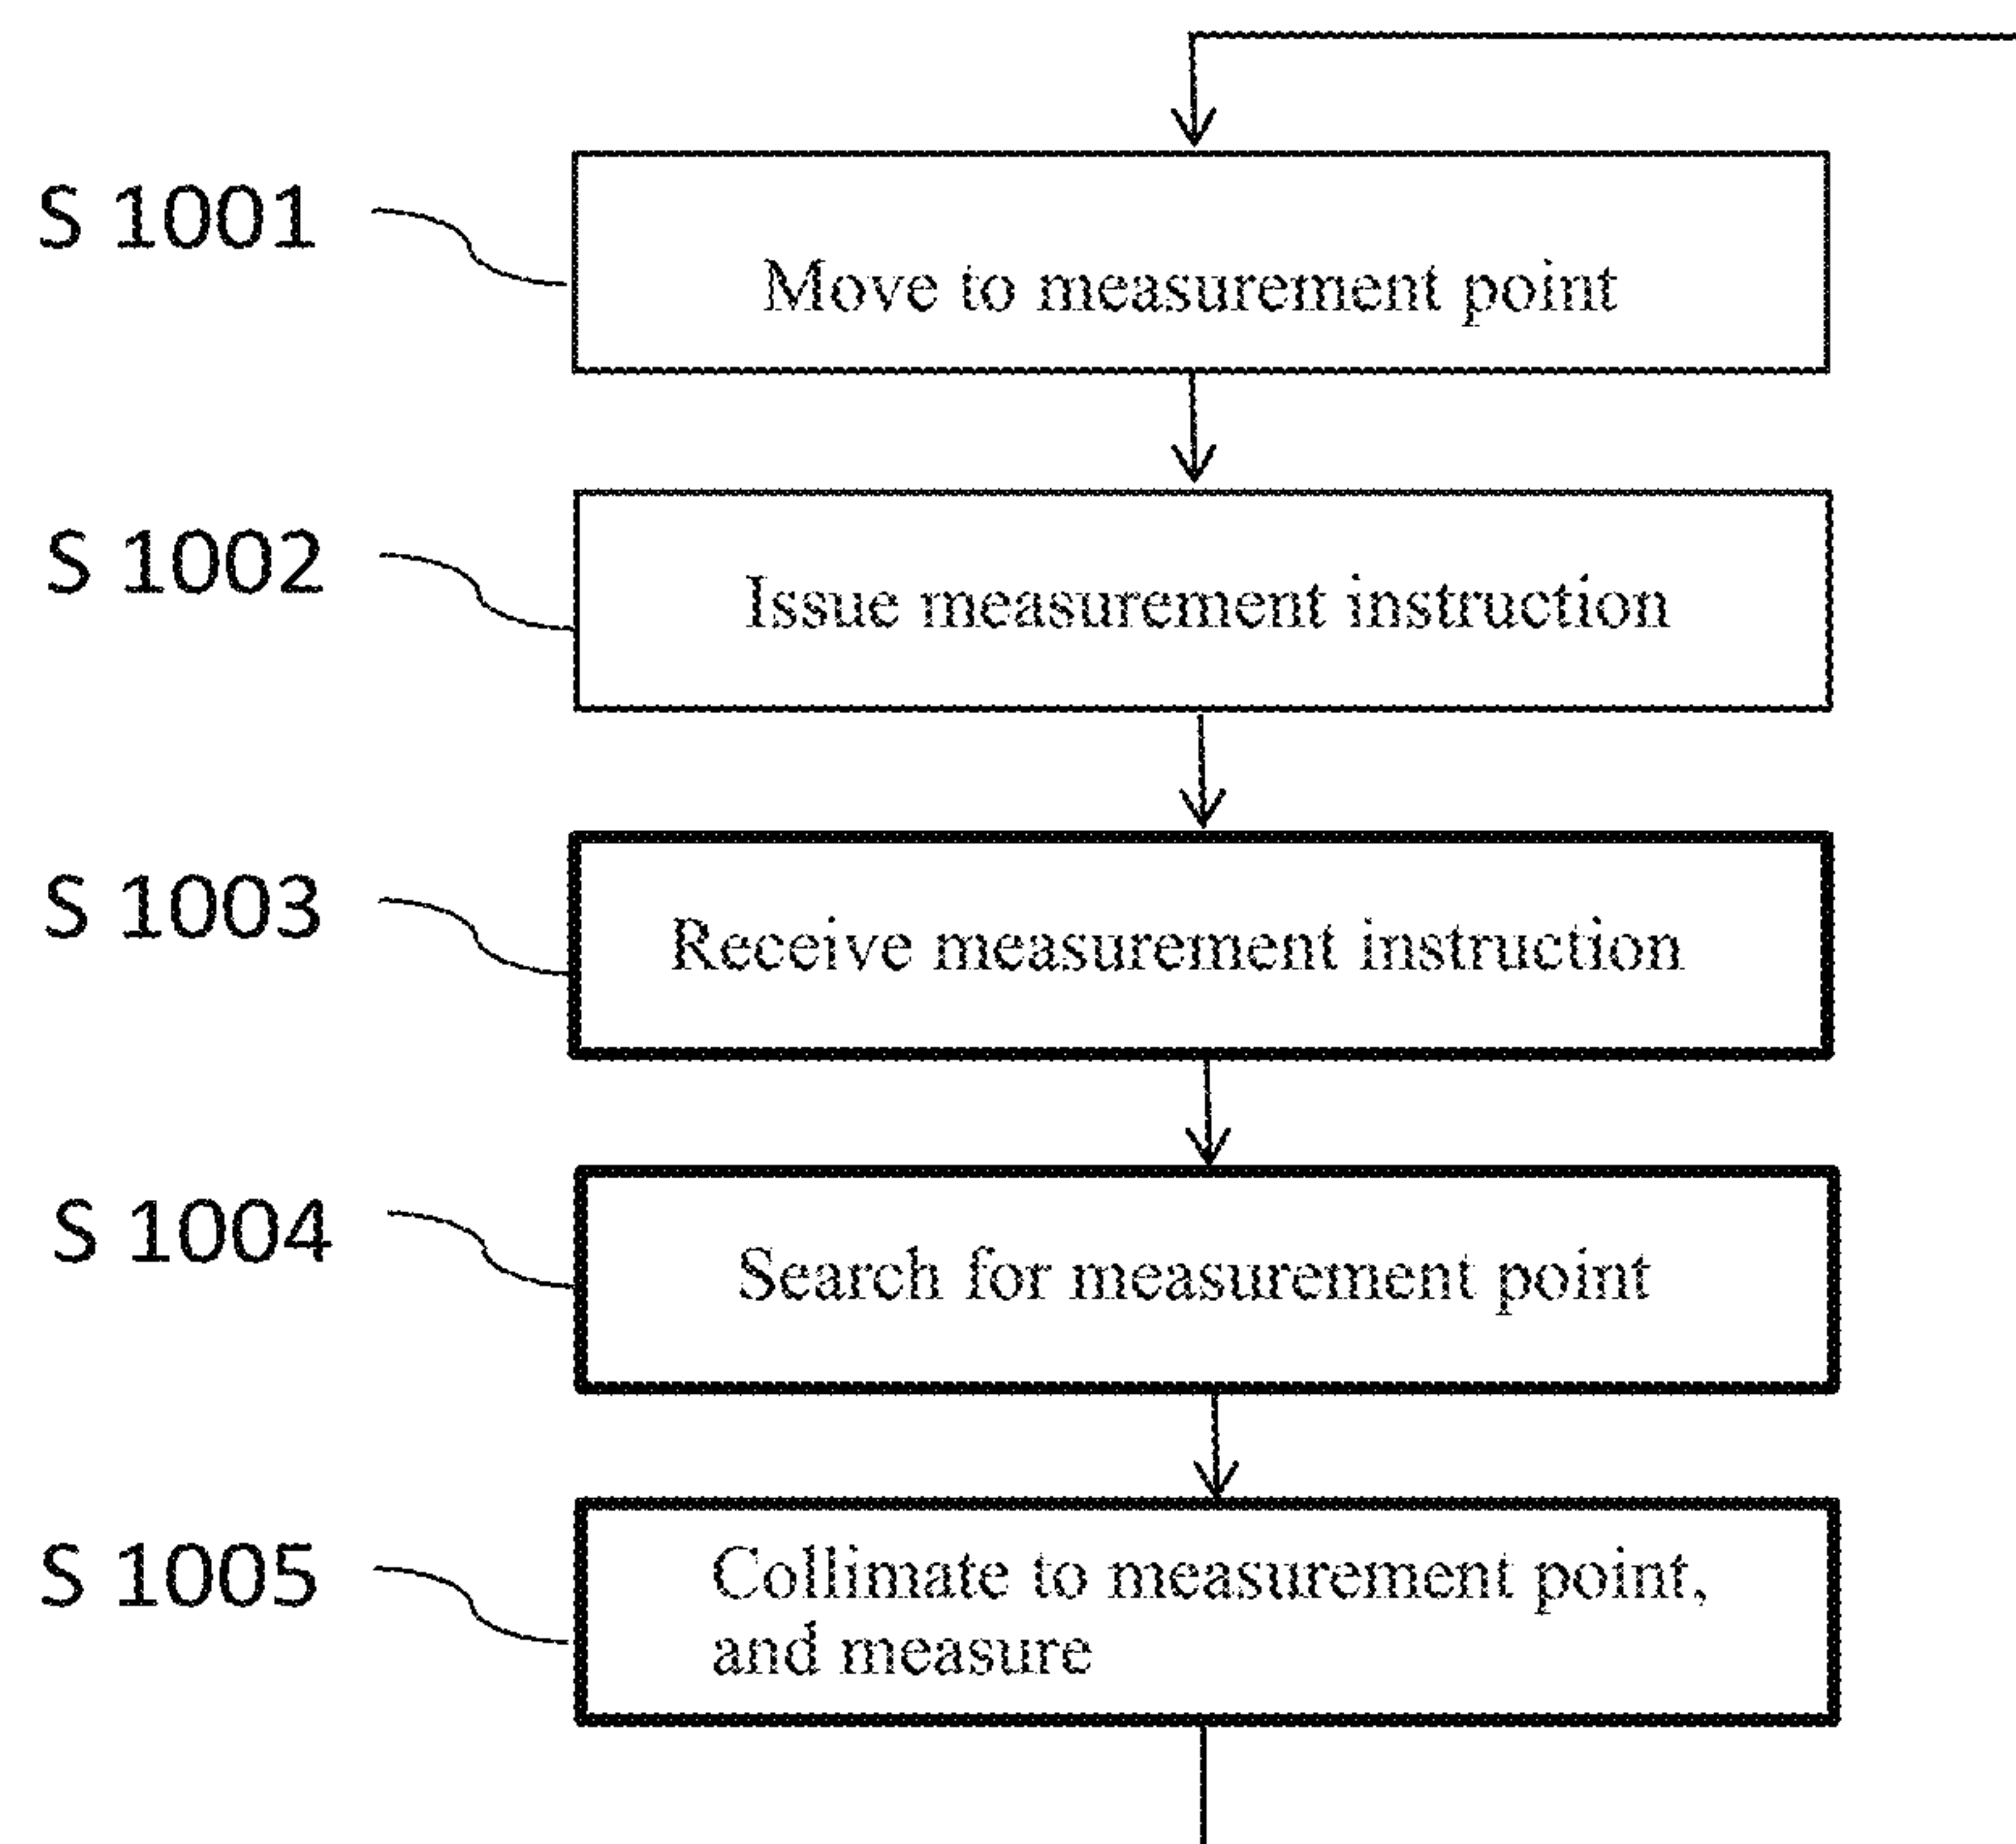 S 1001
Move to measurement point
S 1002
Issue measurement instruction
S 1003
Receive measurement instruction
S 1004
Search for measurement point
S 1005
Collimate to measurement point,
and measure